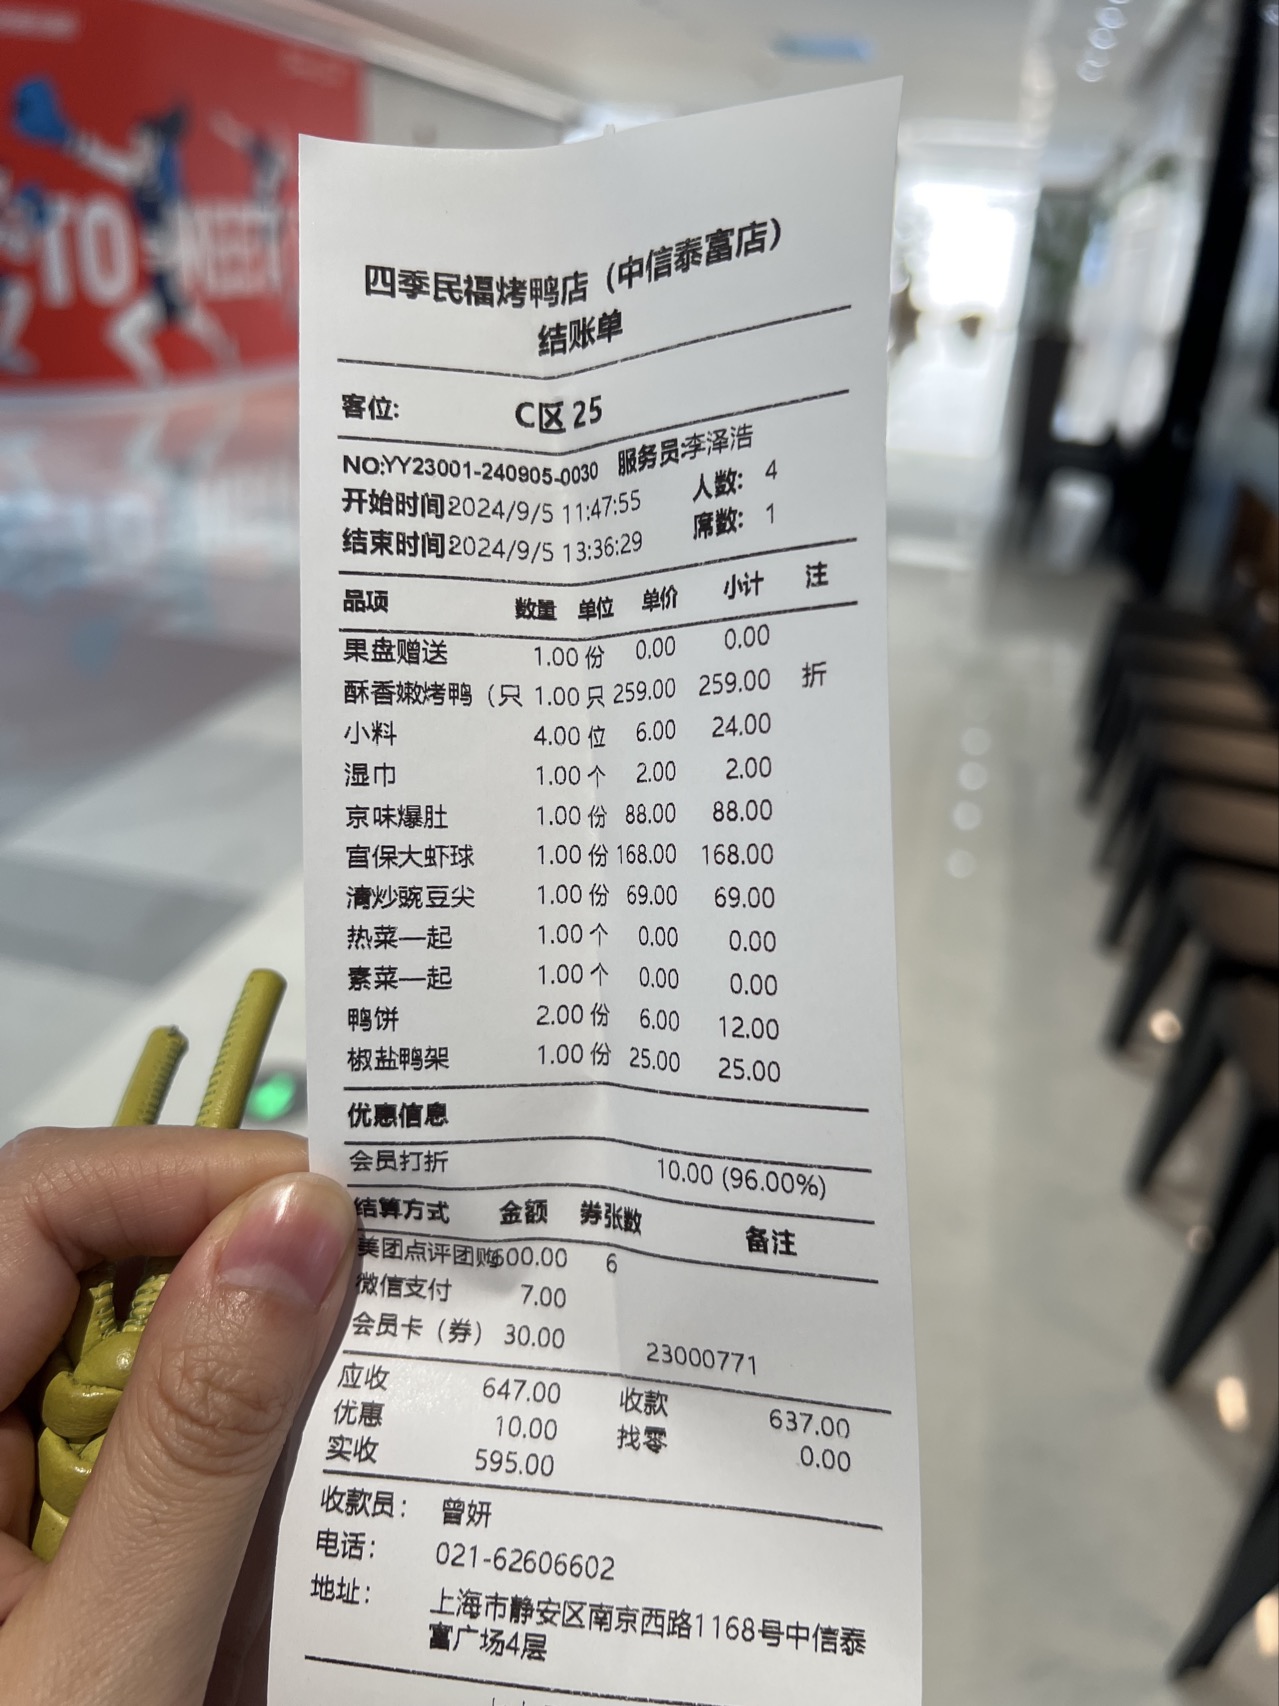 TO MEET
四季民福烤鸭店（中信泰富店）
结账单
客位: C区 25
NO:YY23001-240905-0030 服务员:李泽浩
开始时间2024/9/5 11:47:55 人数: 4
结束时间2024/9/5 13:36:29 席数: 1
品项 数量 单位 单价 小计 注
果盘赠送 1.00 份 0.00 0.00
酥香嫩烤鸭（只 1.00 只 259.00 259.00 折
小料 4.00 位 6.00 24.00
湿巾 1.00 个 2.00 2.00
京味爆肚 1.00 份 88.00 88.00
宫保大虾球 1.00 份 168.00 168.00
清炒豌豆尖 1.00 份 69.00 69.00
热菜一起 1.00 个 0.00 0.00
素菜一起 1.00 个 0.00 0.00
鸭饼 2.00 份 6.00 12.00
椒盐鸭架 1.00 份 25.00 25.00
优惠信息
会员打折 10.00 (96.00%)
结算方式 金额 券张数 备注
美团点评团购600.00 6
微信支付 7.00
会员卡（券）30.00 23000771
应收 647.00 收款 637.00
优惠 10.00 找零 0.00
实收 595.00
收款员: 曾妍
电话: 021-62606602
地址: 上海市静安区南京西路1168号中信泰
富广场4层